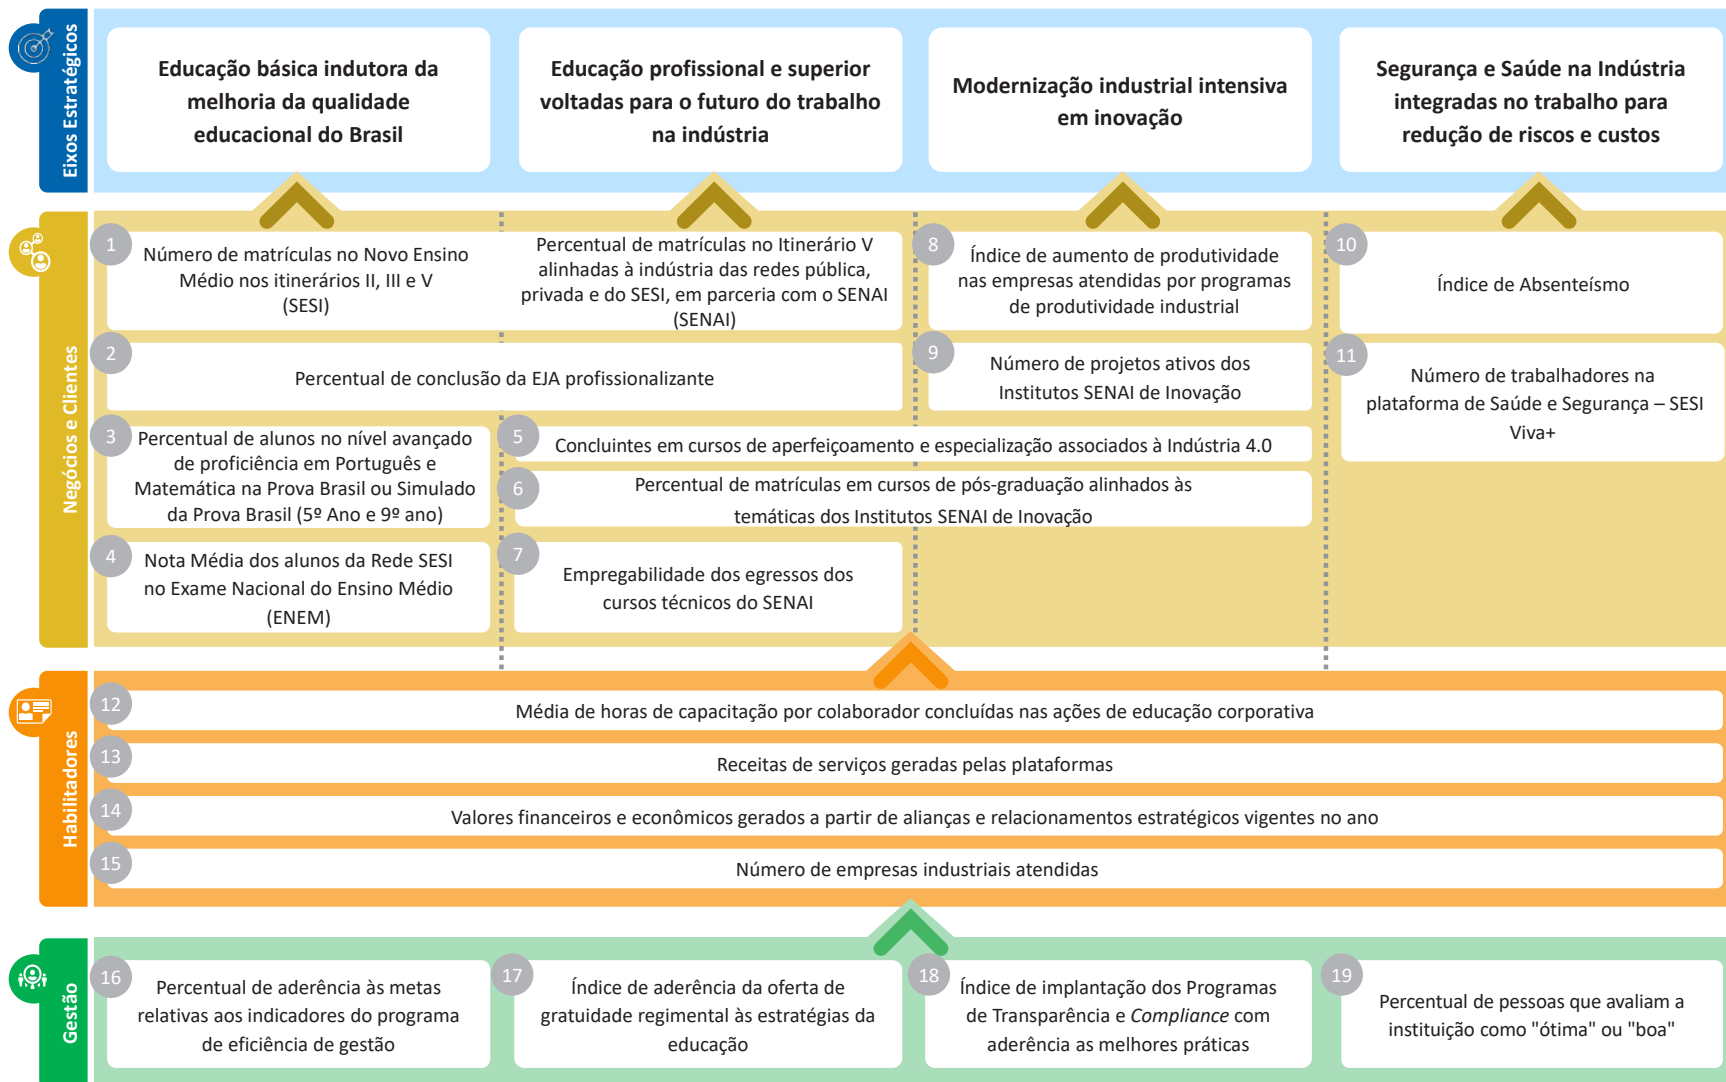 Eixos Estratégicos
Educação básica indutora da
melhoria da qualidade
educacional do Brasil
Educação profissional e superior
voltadas para o futuro do trabalho
na indústria
Modernização industrial intensiva
em inovação
Segurança e Saúde na Indústria
integradas no trabalho para
redução de riscos e custos
Negócios e Clientes
1
Número de matrículas no Novo Ensino
Médio nos itinerários II, III e V
(SESI)
Percentual de matrículas no Itinerário V
alinhadas à indústria das redes pública,
privada e do SESI, em parceria com o SENAI
(SENAI)
8
Índice de aumento de produtividade
nas empresas atendidas por programas
de produtividade industrial
10
Índice de Absenteísmo
2
Percentual de conclusão da EJA profissionalizante
9
Número de projetos ativos dos
Institutos SENAI de Inovação
11
Número de trabalhadores na
plataforma de Saúde e Segurança – SESI
Viva+
3
Percentual de alunos no nível avançado
de proficiência em Português e
Matemática na Prova Brasil ou Simulado
da Prova Brasil (5º Ano e 9º ano)
5
Concluintes em cursos de aperfeiçoamento e especialização associados à Indústria 4.0
6
Percentual de matrículas em cursos de pós-graduação alinhados às
temáticas dos Institutos SENAI de Inovação
4
Nota Média dos alunos da Rede SESI
no Exame Nacional do Ensino Médio
(ENEM)
7
Empregabilidade dos egressos dos
cursos técnicos do SENAI
Habilitadores
12
Média de horas de capacitação por colaborador concluídas nas ações de educação corporativa
13
Receitas de serviços geradas pelas plataformas
14
Valores financeiros e econômicos gerados a partir de alianças e relacionamentos estratégicos vigentes no ano
15
Número de empresas industriais atendidas
Gestão
16
Percentual de aderência às metas
relativas aos indicadores do programa
de eficiência de gestão
17
Índice de aderência da oferta de
gratuidade regimental às estratégias da
educação
18
Índice de implantação dos Programas
de Transparência e Compliance com
aderência as melhores práticas
19
Percentual de pessoas que avaliam a
instituição como "ótima" ou "boa"